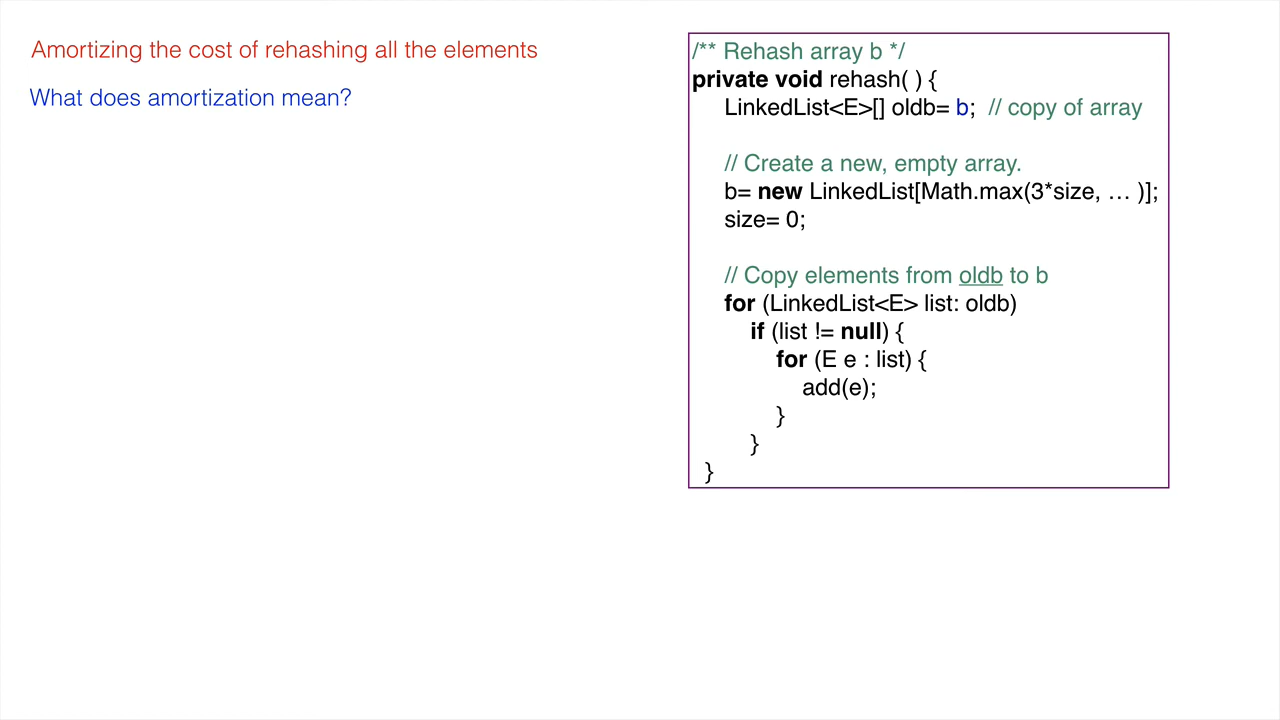 Amortizing the cost of rehashing all the elements
What does amortization mean?
/** Rehash array b */
private void rehash( ) {
LinkedList<E>[] oldb= b;  // copy of array
// Create a new, empty array.
b= new LinkedList[Math.max(3*size, … )];
size= 0;
// Copy elements from oldb to b
for (LinkedList<E> list: oldb)
if (list != null) {
for (E e : list) {
add(e);
}
}
}